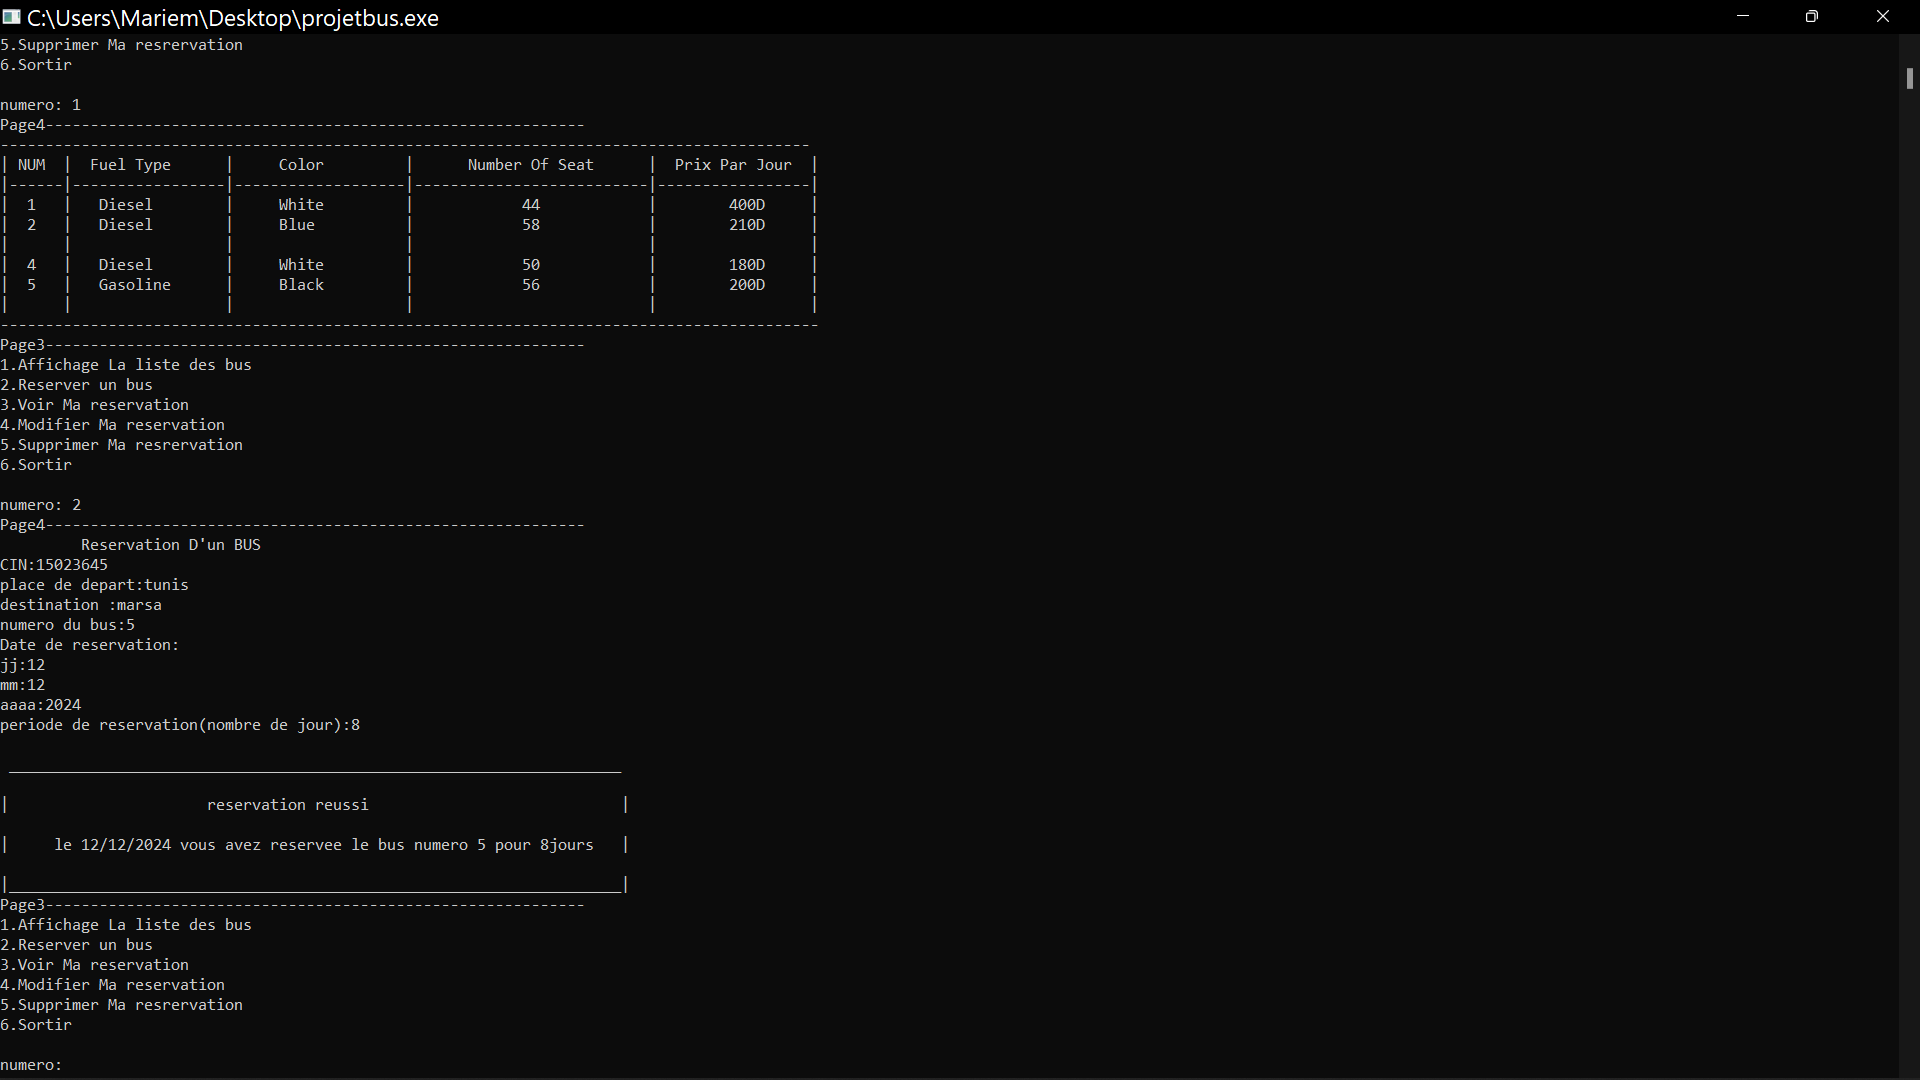 C:\Users\Mariem\Desktop\projetbus.exe
5.Supprimer Ma resrervation
6.Sortir
numero: 1
Page4------------------------------------------------------------
------------------------------------------------------------------------------------------
| NUM  |  Fuel Type      |     Color         |      Number Of Seat      |  Prix Par Jour  |
|------|-----------------|-------------------|--------------------------|-----------------|
|  1   |   Diesel        |     White         |            44            |        400D     |
|  2   |   Diesel        |     Blue          |            58            |        210D     |
|      |                 |                   |                          |                 |
|  4   |   Diesel        |     White         |            50            |        180D     |
|  5   |   Gasoline      |     Black         |            56            |        200D     |
|      |                 |                   |                          |                 |
-------------------------------------------------------------------------------------------
Page3------------------------------------------------------------
1.Affichage La liste des bus
2.Reserver un bus
3.Voir Ma reservation
4.Modifier Ma reservation
5.Supprimer Ma resrervation
6.Sortir
numero: 2
Page4------------------------------------------------------------
Reservation D'un BUS
CIN:15023645
place de depart:tunis
destination :marsa
numero du bus:5
Date de reservation:
jj:12
mm:12
aaaa:2024
periode de reservation(nombre de jour):8
____________________________________________________________________
|                      reservation reussi                            |
|     le 12/12/2024 vous avez reservee le bus numero 5 pour 8jours   |
|____________________________________________________________________|
Page3------------------------------------------------------------
1.Affichage La liste des bus
2.Reserver un bus
3.Voir Ma reservation
4.Modifier Ma reservation
5.Supprimer Ma resrervation
6.Sortir
numero: